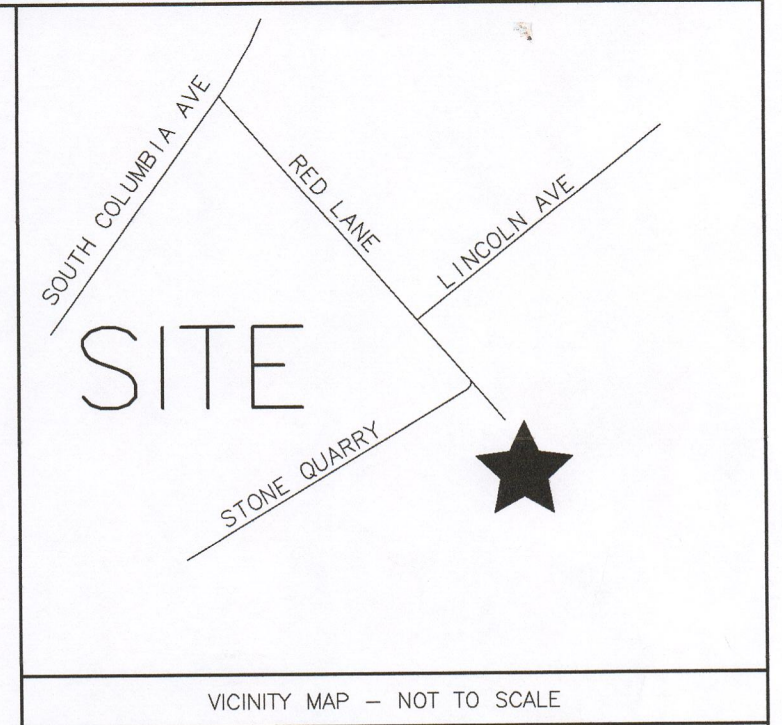 SOUTH COLUMBIA AVE
RED LANE
LINCOLN AVE
SITE
STONE QUARRY
VICINITY MAP – NOT TO SCALE